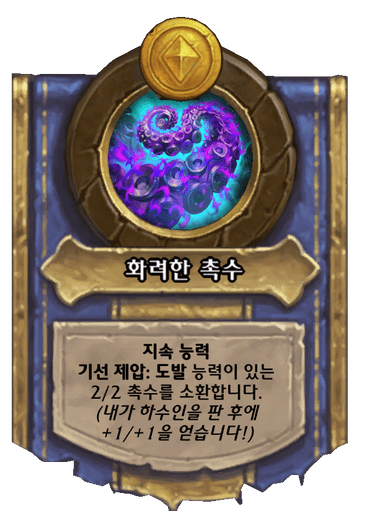 화려한 촉수
지속 능력
기선 제압: 도발 능력이 있는
2/2 촉수를 소환합니다.
(내가 하수인을 판 후에
+1/+1을 얻습니다!)